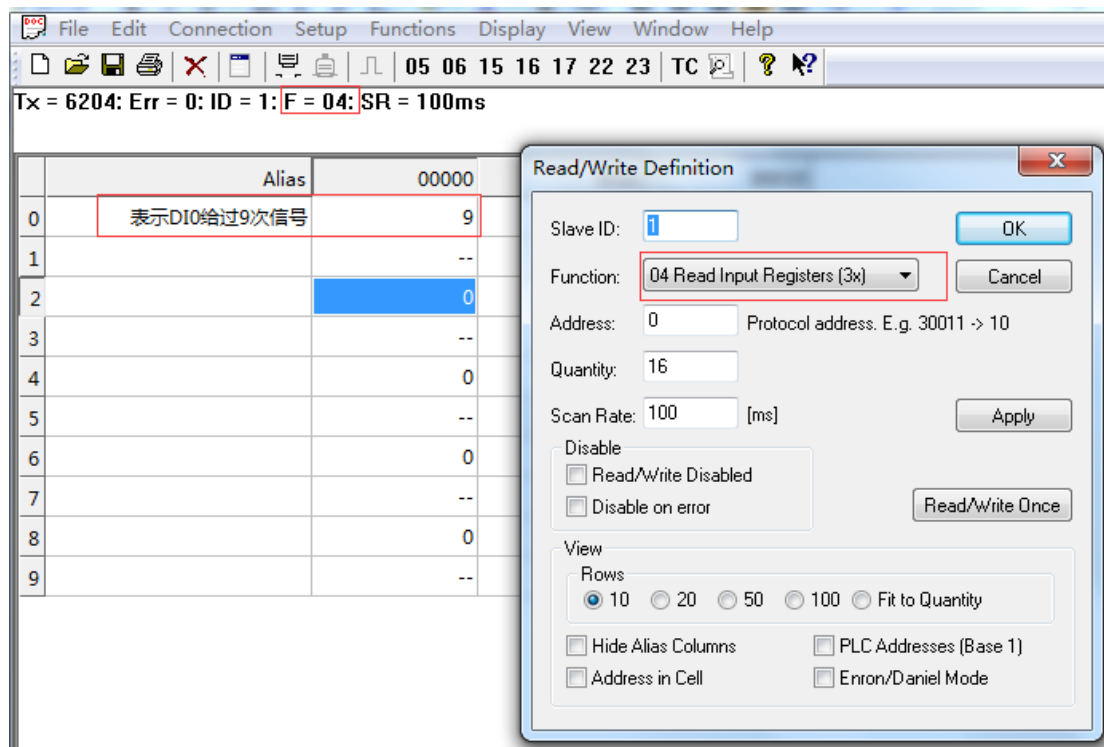 File Edit Connection Setup Functions Display View Window Help
05 06 15 16 17 22 23 TC
Tx = 6204: Err = 0: ID = 1: F = 04: SR = 100ms
Alias 00000
0 表示DI0给过9次信号 9
1 --
2 0
3 --
4 0
5 --
6 0
7 --
8 0
9 --
Read/Write Definition
Slave ID: 1 OK
Function: 04 Read Input Registers (3x) Cancel
Address: 0 Protocol address. E.g. 30011 -> 10
Quantity: 16
Scan Rate: 100 [ms] Apply
Disable
Read/Write Disabled
Disable on error
Read/Write Once
View
Rows
10 20 50 100 Fit to Quantity
Hide Alias Columns PLC Addresses (Base 1)
Address in Cell Enron/Daniel Mode